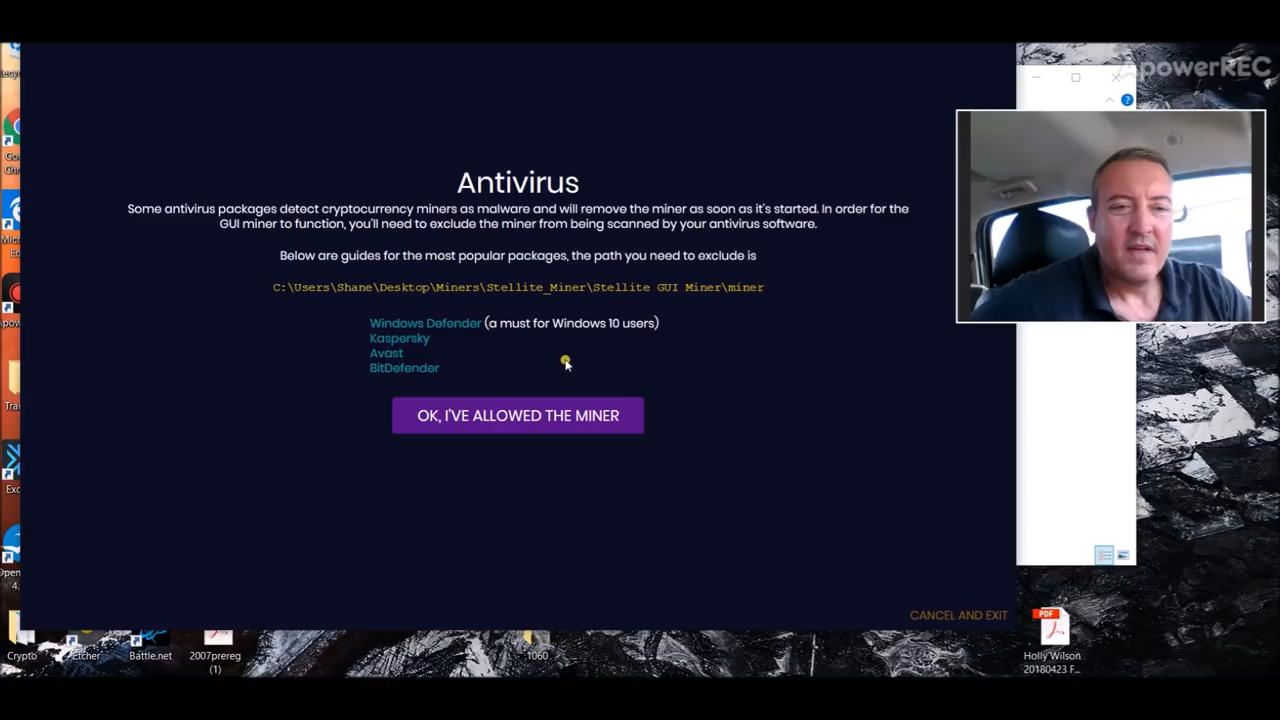 ApowerREC
Antivirus
Some antivirus packages detect cryptocurrency miners as malware and will remove the miner as soon as it's started. In order for the
GUI miner to function, you'll need to exclude the miner from being scanned by your antivirus software.
Below are guides for the most popular packages, the path you need to exclude is
C:\Users\Shane\Desktop\Miners\Stellite_Miner\Stellite GUI Miner\miner
Windows Defender (a must for Windows 10 users)
Kaspersky
Avast
BitDefender
OK, I'VE ALLOWED THE MINER
CANCEL AND EXIT
Crypto
Etcher
Battle.net
2007prereg
(1)
1060
PDF
Holly Wilson
20180423 F...